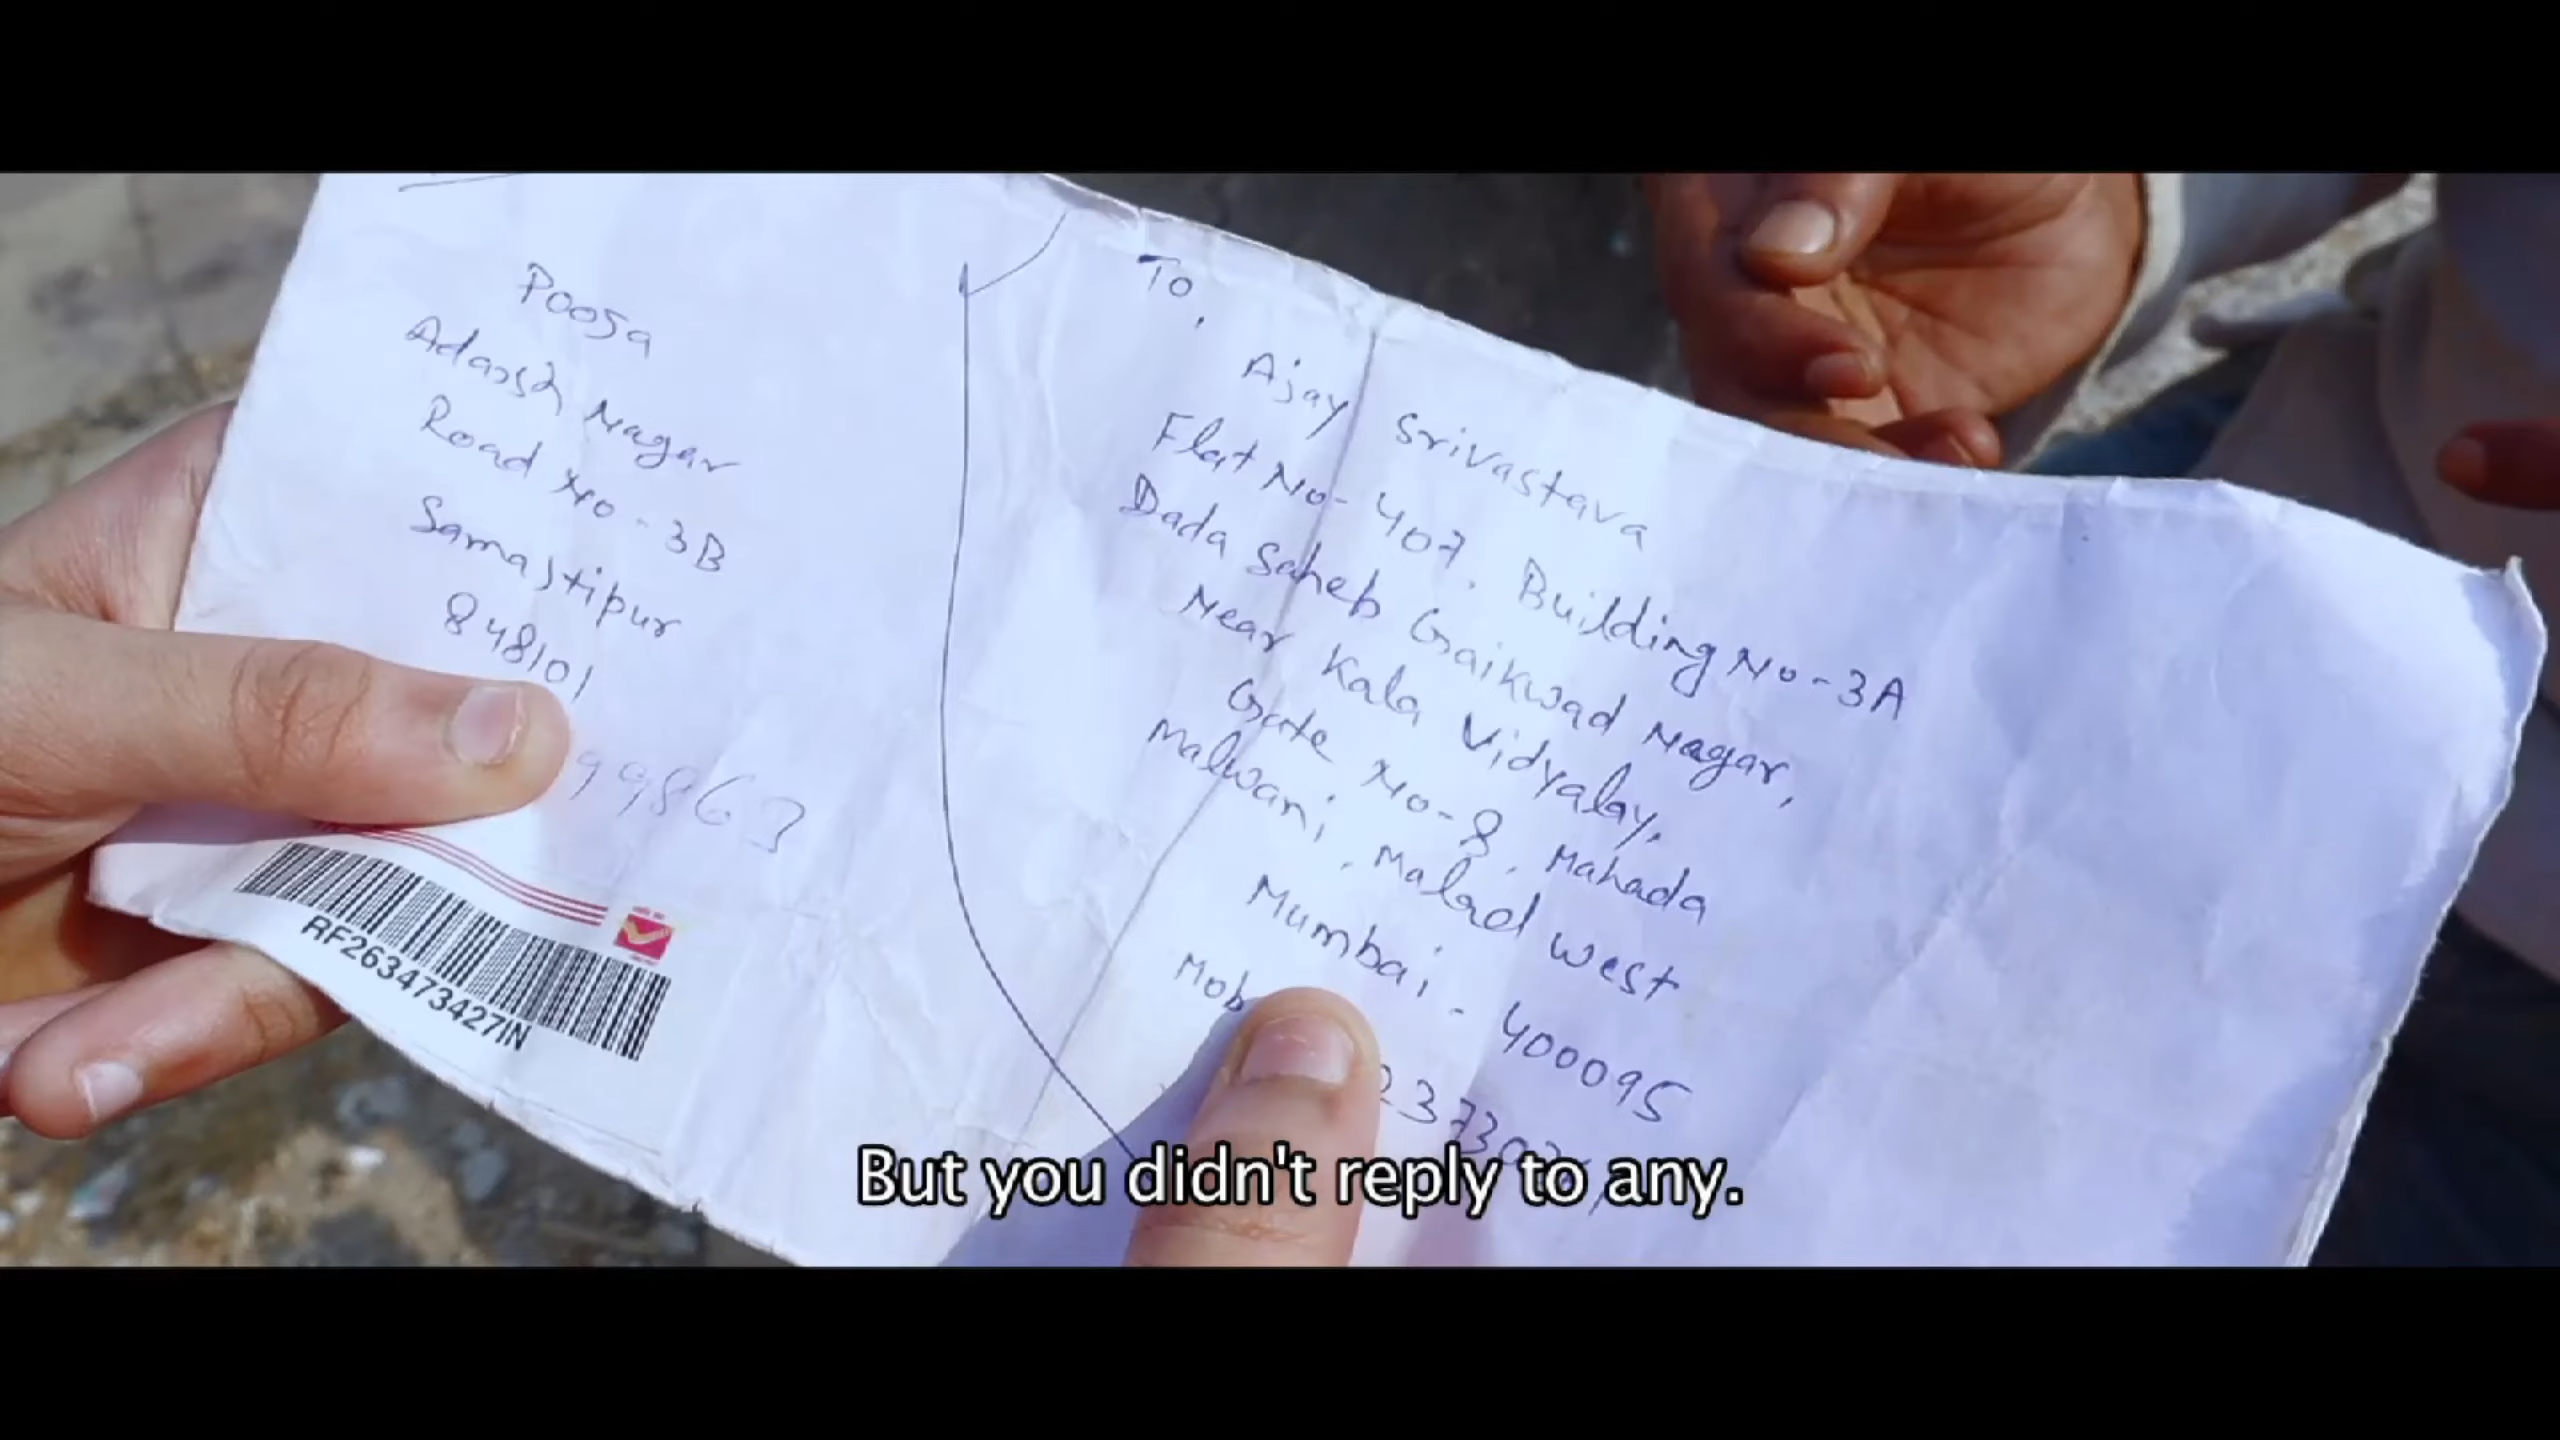 Poosa
Adarsh Nagar
Road No-3B
Samastipur
848101
99863
RF263473427IN
To,
Ajay Srivastava
Flat No-407, Building No-3A
Dada Saheb Gaikwad Nagar,
Near Kala Vidyalay,
Gate No-8, Mahada
Malwani, Malad West
Mumbai - 400095
Mob
But you didn't reply to any.